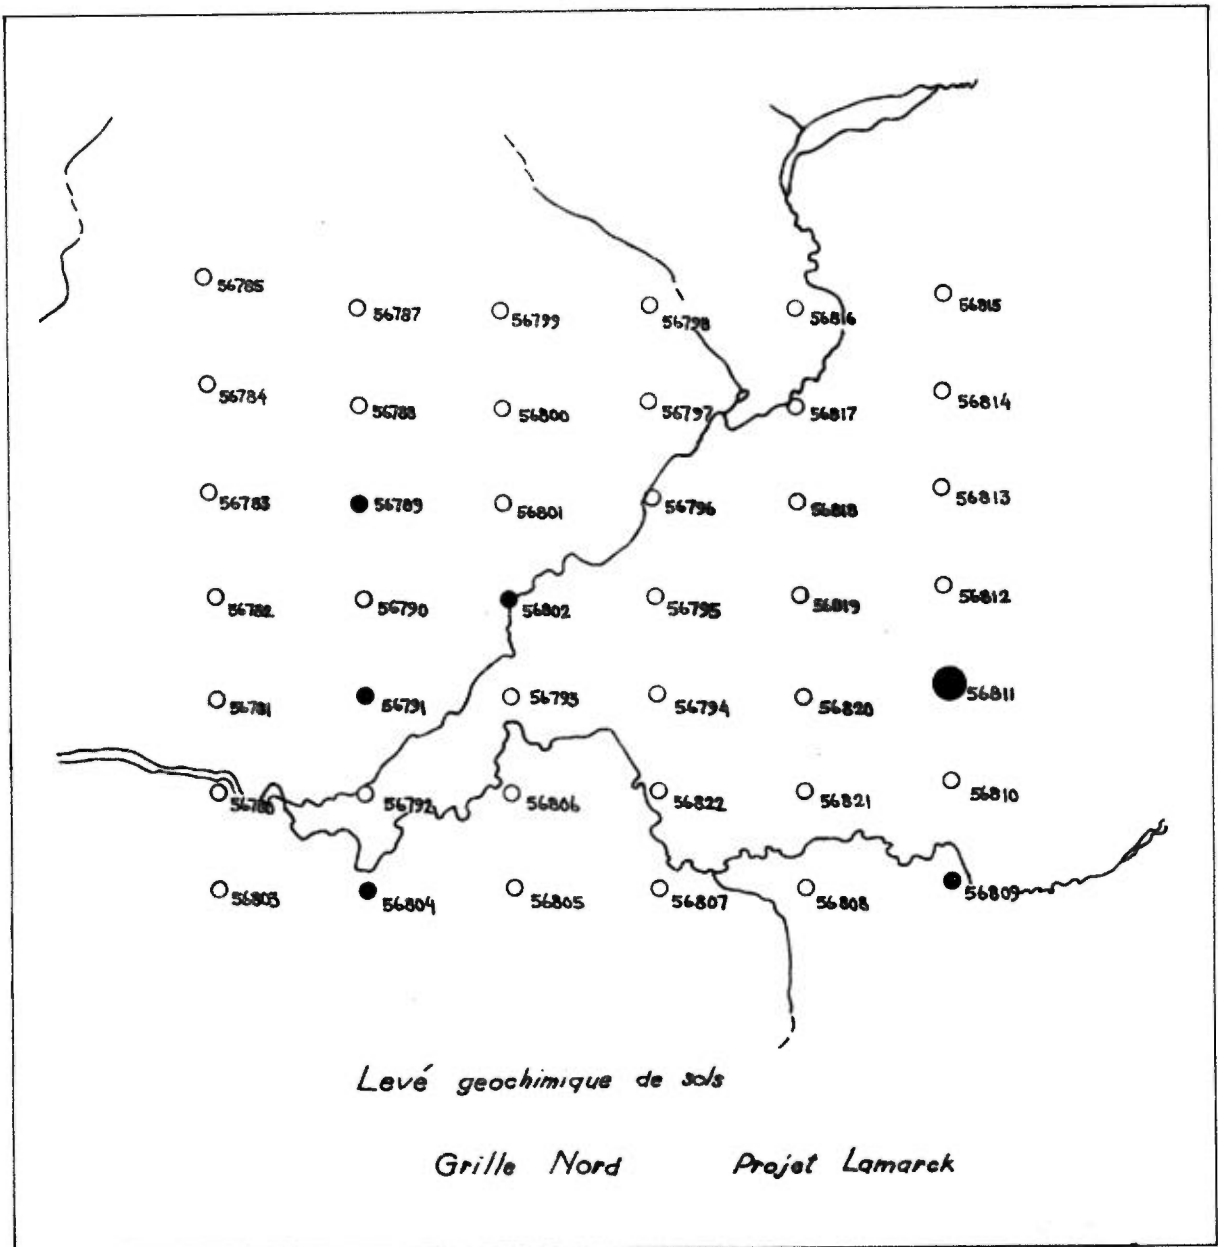 56785
56787 56799 56798 56816 56815
56784 56788 56800 56797 56817 56814
56783 56789 56801 56796 56818 56813
56782 56790 56802 56795 56819 56812
56781 56791 56793 56794 56820 56811
56780 56792 56806 56822 56821 56810
56803 56804 56805 56807 56808 56809
Levé geochimique de sols
Grille Nord Projet Lamarck